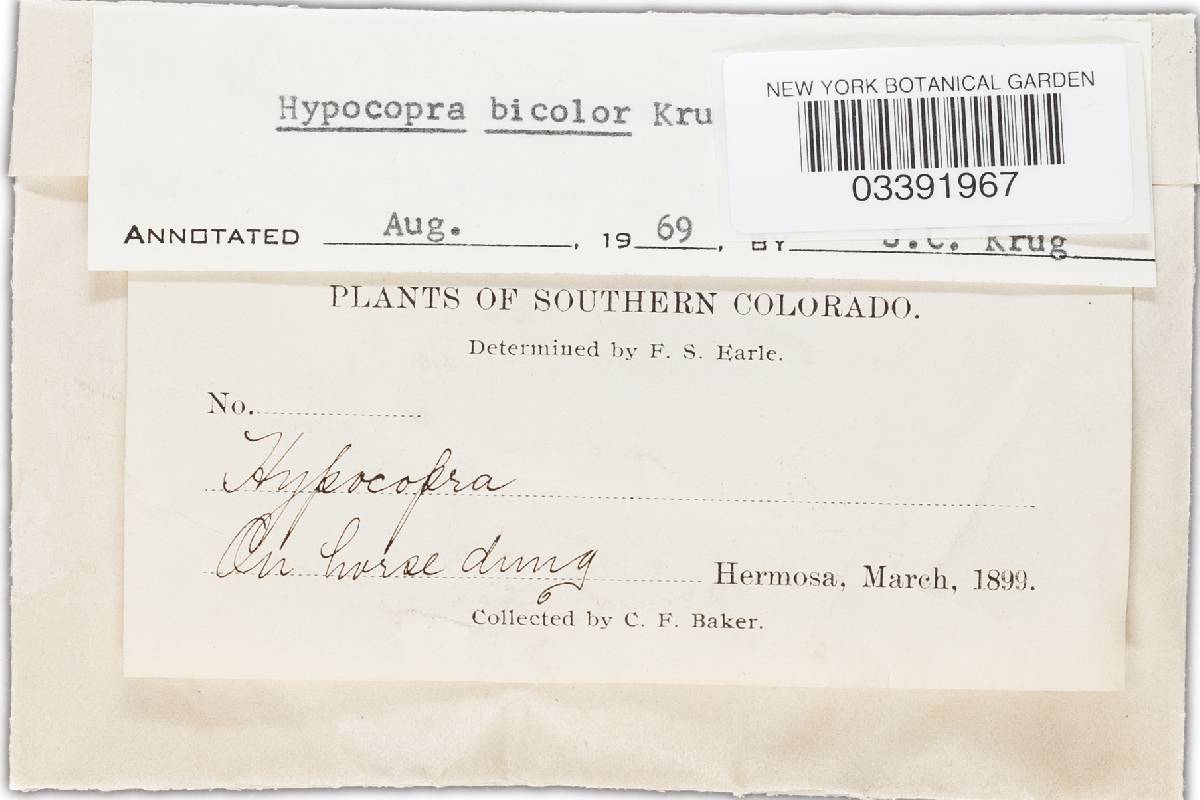 Hypocopra bicolor Kru
NEW YORK BOTANICAL GARDEN
03391967
ANNOTATED Aug. , 19 69 , BY J.C. Krug
PLANTS OF SOUTHERN COLORADO.
Determined by F. S. Earle.
No.
Hypocopra
On horse dung Hermosa, March, 1899.
Collected by C. F. Baker.